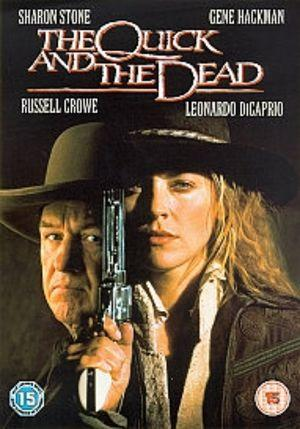 SHARON STONE GENE HACKMAN
THE QUICK
AND THE DEAD
RUSSELL CROWE LEONARDO DiCAPRIO
15 15